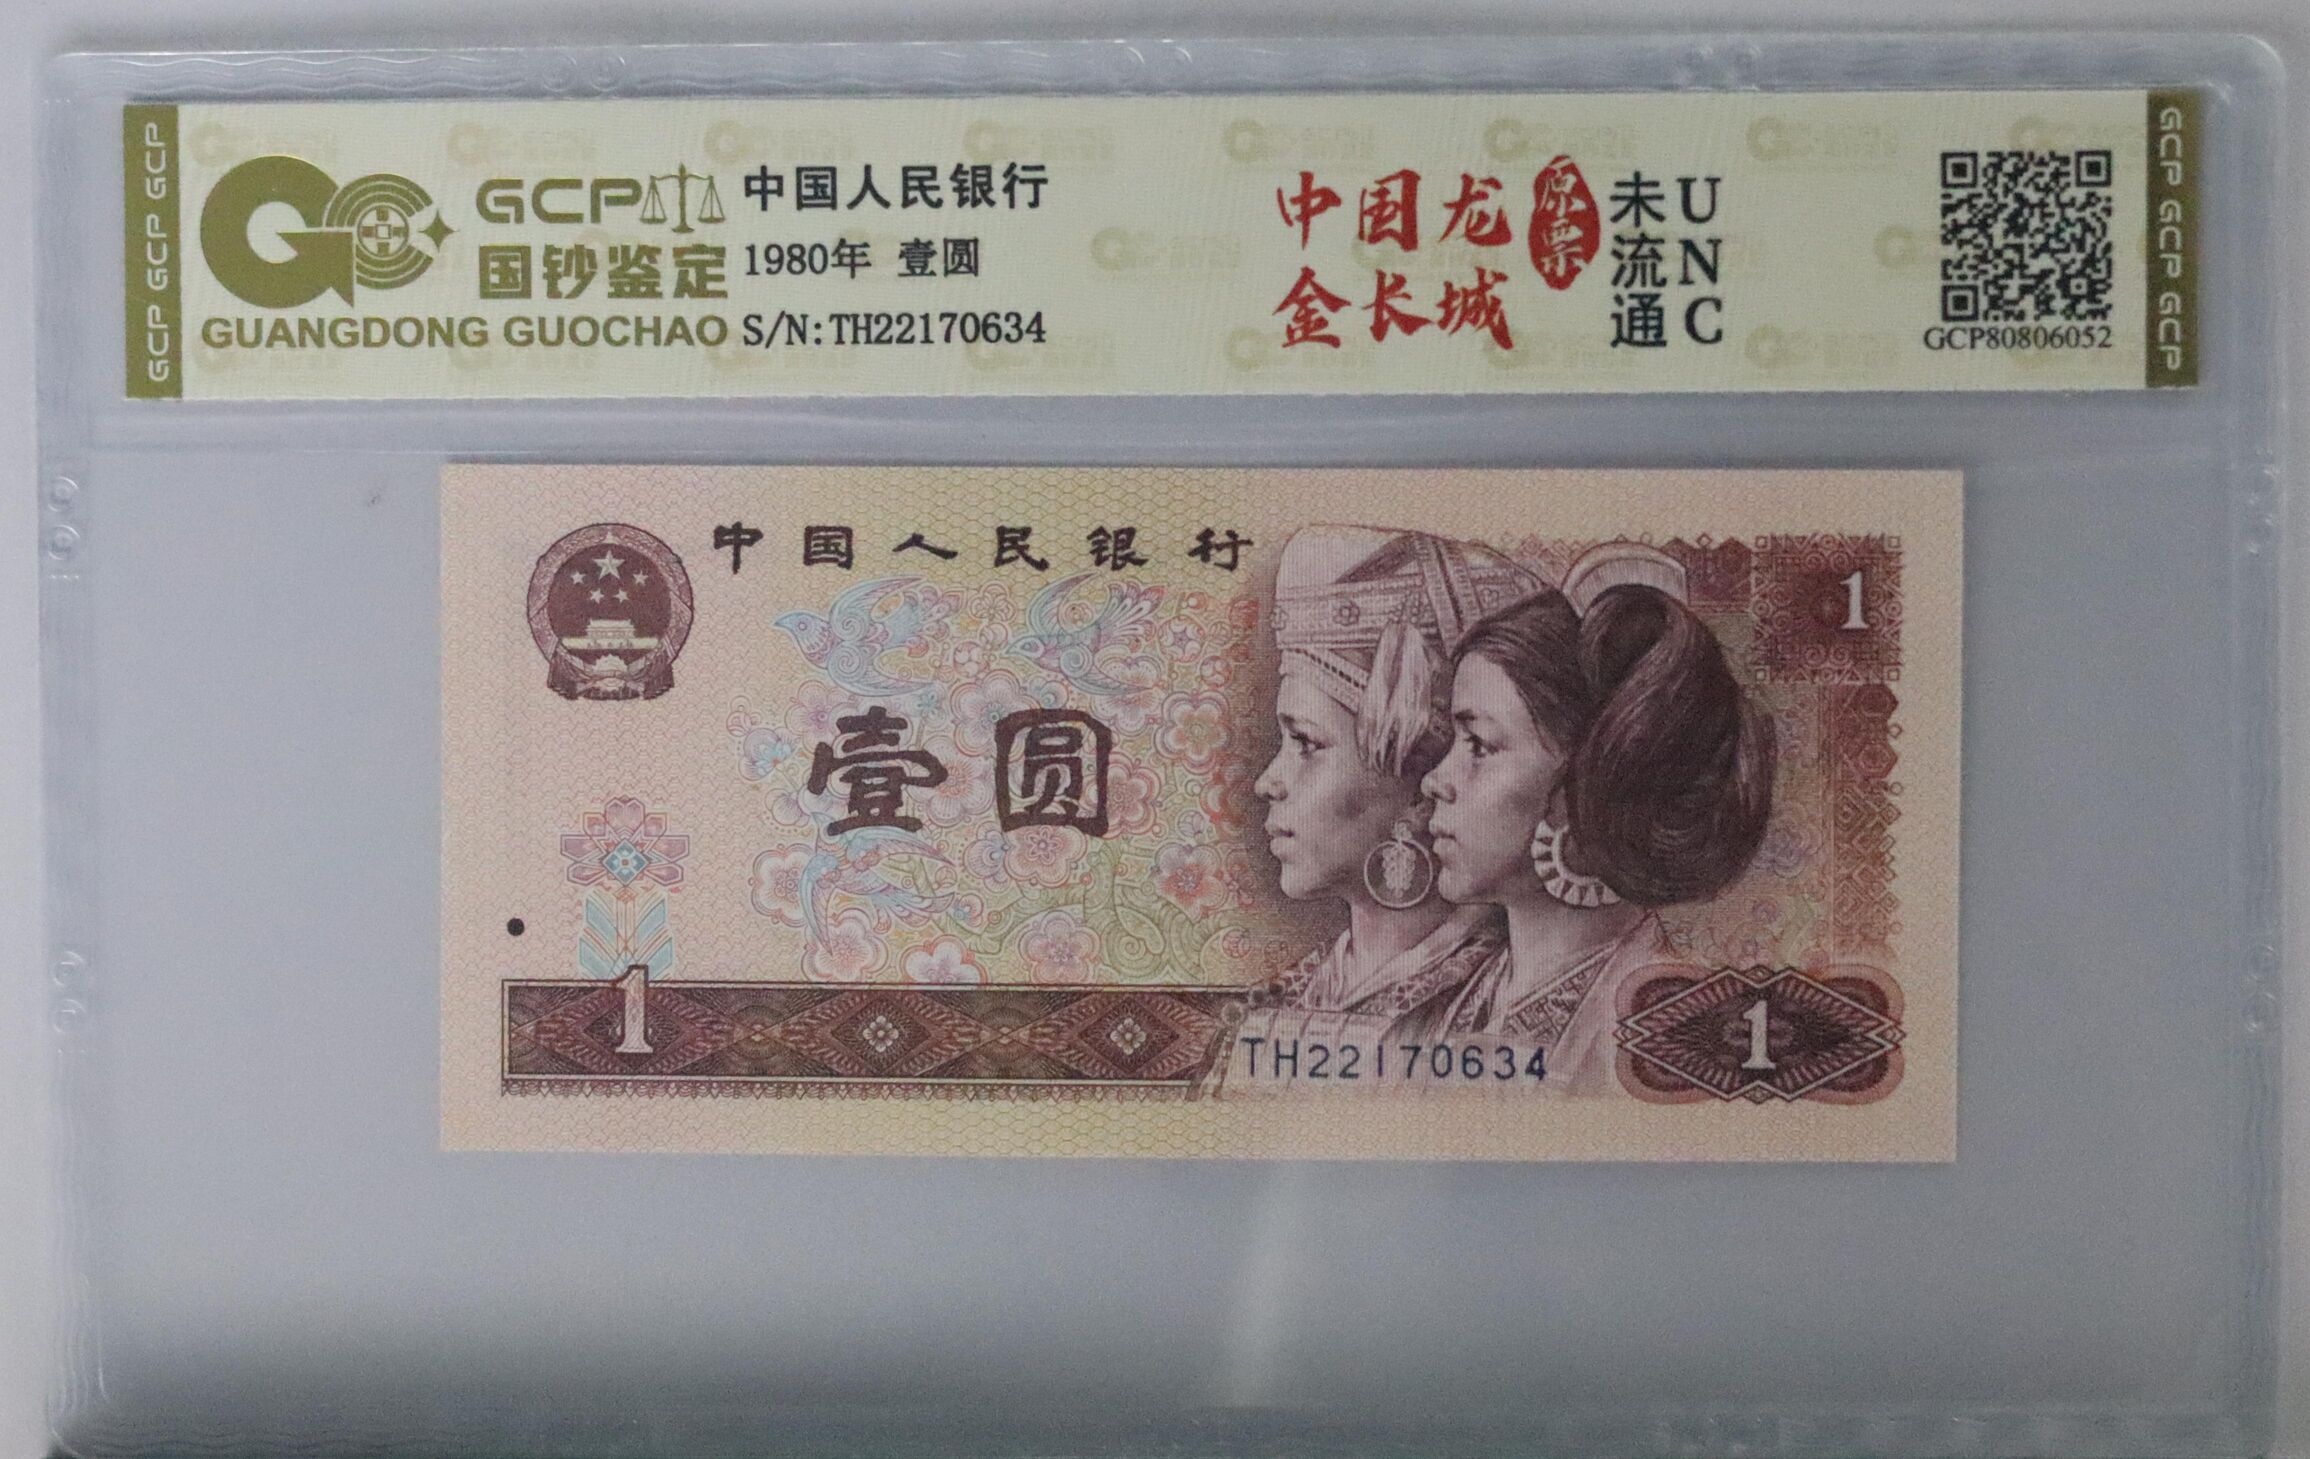 GCP GCP GCP
GCP
国钞鉴定
GUANGDONG GUOCHAO
中国人民银行
1980年 壹圆
S/N:TH22170634
中国龙
金长城
原票
未流通
UNC
GCP80806052
GCP GCP GCP
中国人民银行
1
壹圆
1
TH22170634
1